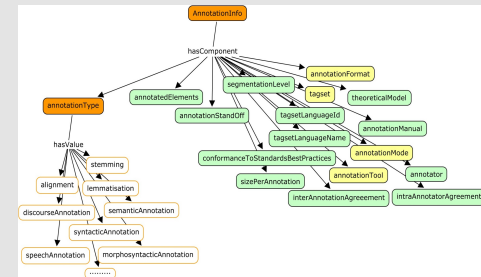 AnnotationInfo
hasComponent
annotationFormat
segmentationLevel
tagset
theoreticalModel
annotatedElements
annotationType
annotationStandOff
tagsetLanguageId
annotationManual
tagsetLanguageName
hasValue
annotationMode
conformanceToStandardsBestPractices
stemming
annotationTool
annotator
alignment
lemmatisation
sizePerAnnotation
interAnnotationAgreement
intraAnnotatorAgreement
discourseAnnotation
semanticAnnotation
syntacticAnnotation
speechAnnotation
morphosyntacticAnnotation
.........